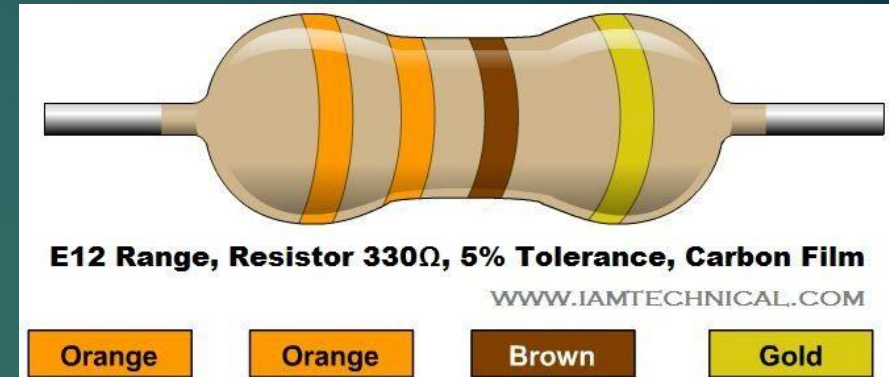 E12 Range, Resistor 330Ω, 5% Tolerance, Carbon Film
WWW.IAMTECHNICAL.COM
Orange Orange Brown Gold